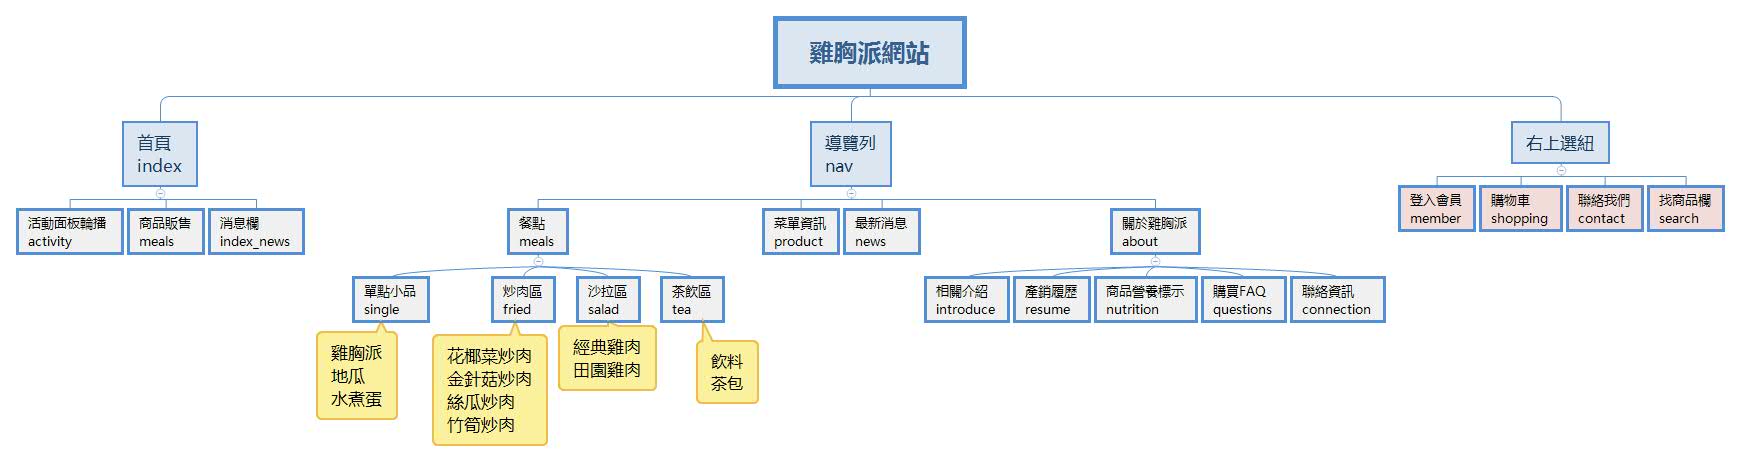 雞胸派網站
首頁
index
導覽列
nav
右上選紐
活動面板輪播
activity
商品販售
meals
消息欄
index_news
餐點
meals
菜單資訊
product
最新消息
news
關於雞胸派
about
登入會員
member
購物車
shopping
聯絡我們
contact
找商品欄
search
單點小品
single
炒肉區
fried
沙拉區
salad
茶飲區
tea
相關介紹
introduce
產銷履歷
resume
商品營養標示
nutrition
購買FAQ
questions
聯絡資訊
connection
雞胸派
地瓜
水煮蛋
花椰菜炒肉
金針菇炒肉
絲瓜炒肉
竹筍炒肉
經典雞肉
田園雞肉
飲料
茶包